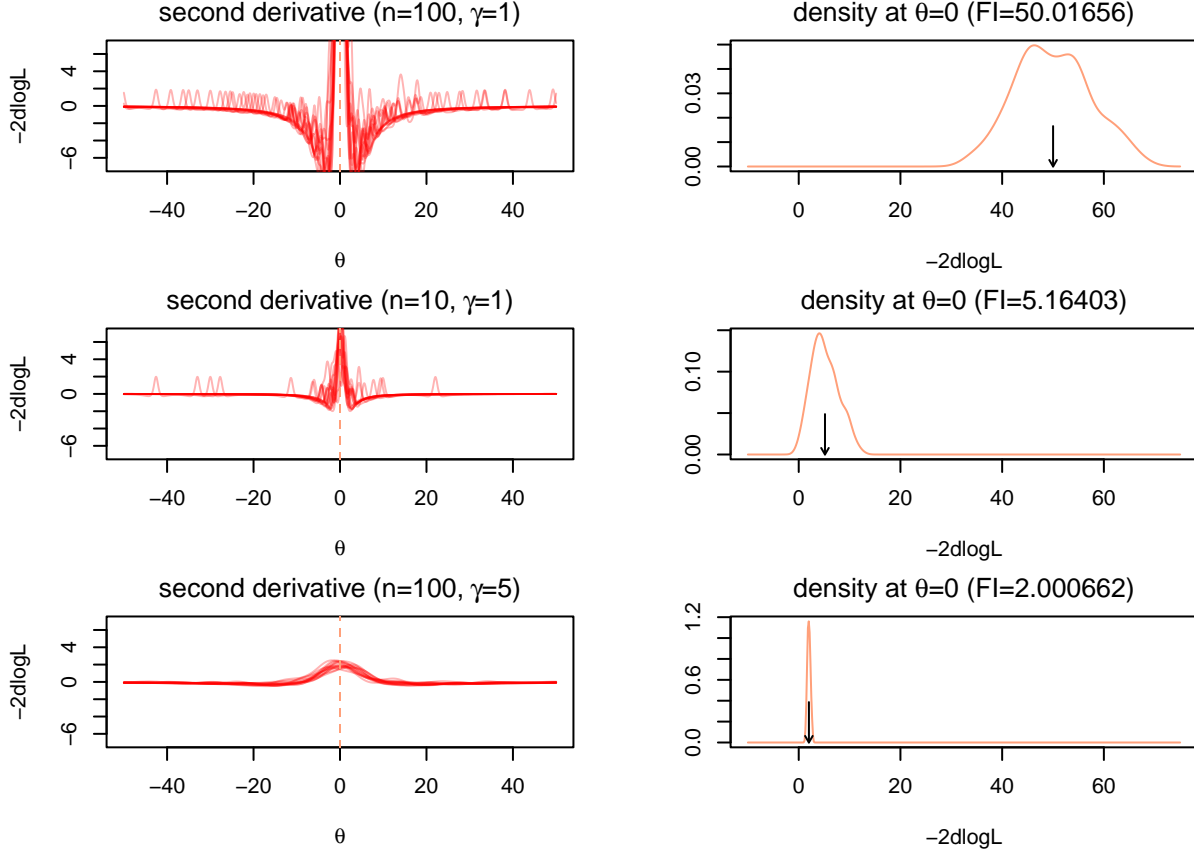 second derivative (n=100, γ=1)
-2dlogL
4
0
−6
−40 −20 0 20 40
θ
density at θ=0 (FI=50.01656)
0.03
0.00
0 20 40 60
−2dlogL
second derivative (n=10, γ=1)
-2dlogL
4
0
−6
−40 −20 0 20 40
θ
density at θ=0 (FI=5.16403)
0.10
0.00
0 20 40 60
−2dlogL
second derivative (n=100, γ=5)
-2dlogL
4
0
−6
−40 −20 0 20 40
θ
density at θ=0 (FI=2.000662)
1.2
0.6
0.0
0 20 40 60
−2dlogL